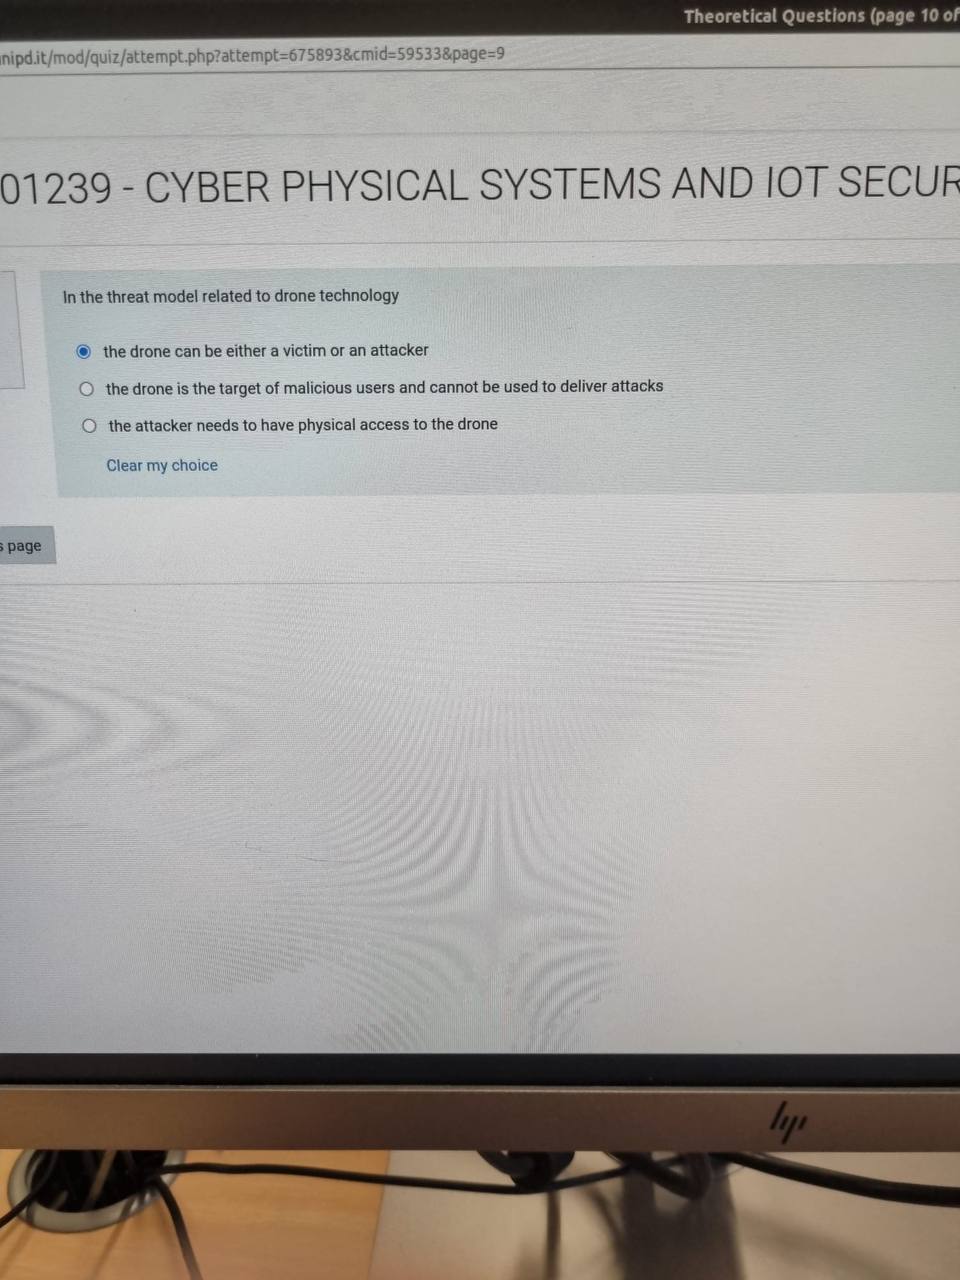 Theoretical Questions (page 10 of
nipd.it/mod/quiz/attempt.php?attempt=675893&cmid=59533&page=9
01239 - CYBER PHYSICAL SYSTEMS AND IOT SECUR
In the threat model related to drone technology
the drone can be either a victim or an attacker
the drone is the target of malicious users and cannot be used to deliver attacks
the attacker needs to have physical access to the drone
Clear my choice
s page
hp